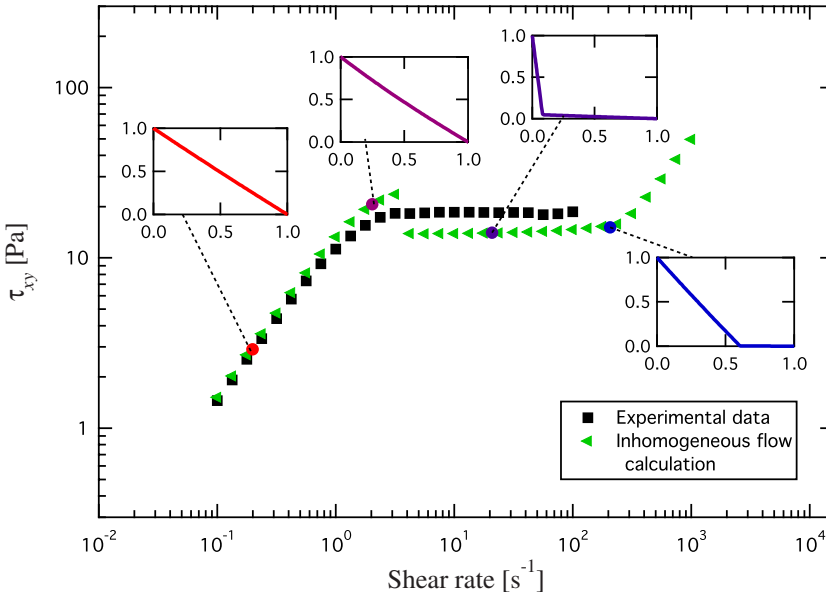 100
10
1
τxy [Pa]
10-2
10-1
100
101
102
103
104
Shear rate [s-1]
1.0
0.5
0.0
0.0 0.5 1.0
1.0
0.5
0.0
0.0 0.5 1.0
1.0
0.5
0.0
0.0 0.5 1.0
1.0
0.5
0.0
0.0 0.5 1.0
Experimental data
Inhomogeneous flow
calculation